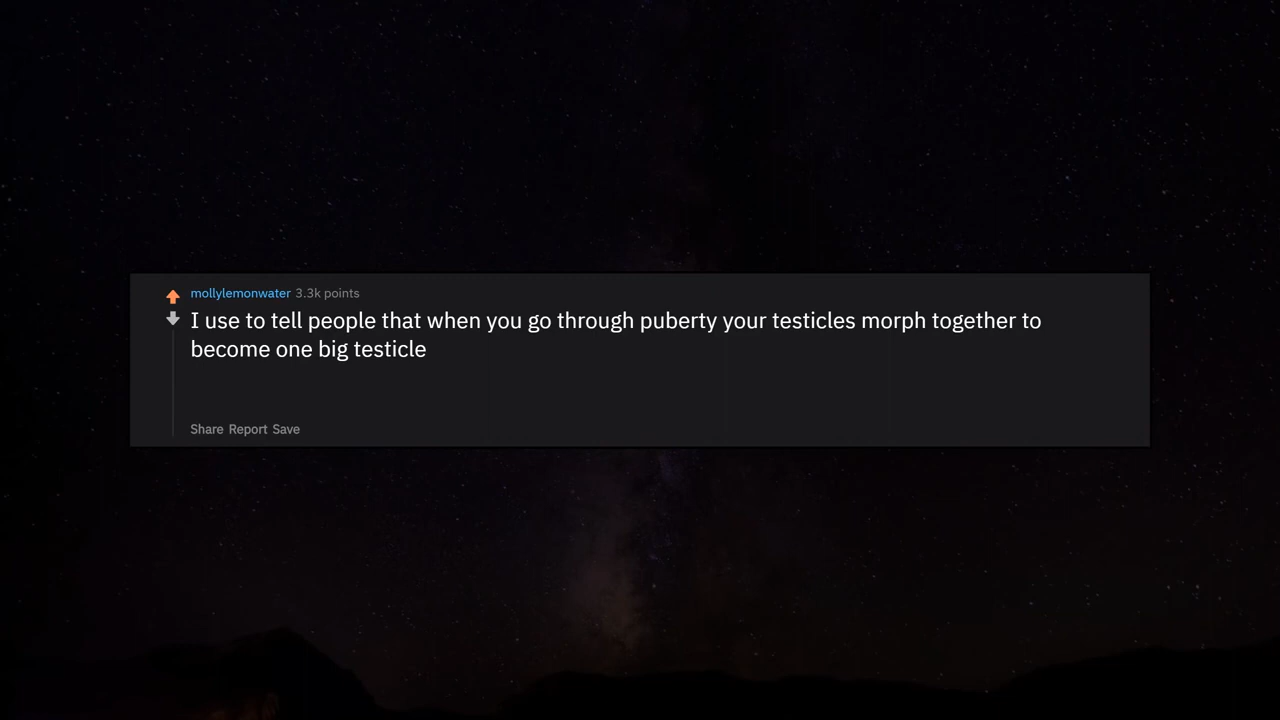 mollylemonwater 3.3k points
I use to tell people that when you go through puberty your testicles morph together to
become one big testicle
Share Report Save